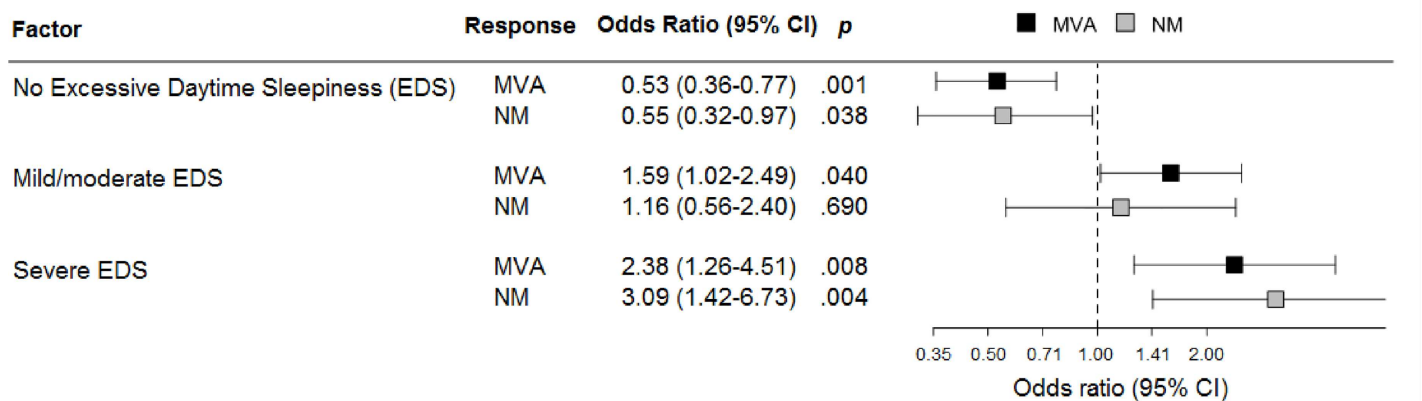 Factor Response Odds Ratio (95% CI) p MVA NM
No Excessive Daytime Sleepiness (EDS) MVA 0.53 (0.36-0.77) .001
NM 0.55 (0.32-0.97) .038
Mild/moderate EDS MVA 1.59 (1.02-2.49) .040
NM 1.16 (0.56-2.40) .690
Severe EDS MVA 2.38 (1.26-4.51) .008
NM 3.09 (1.42-6.73) .004
0.35 0.50 0.71 1.00 1.41 2.00
Odds ratio (95% CI)